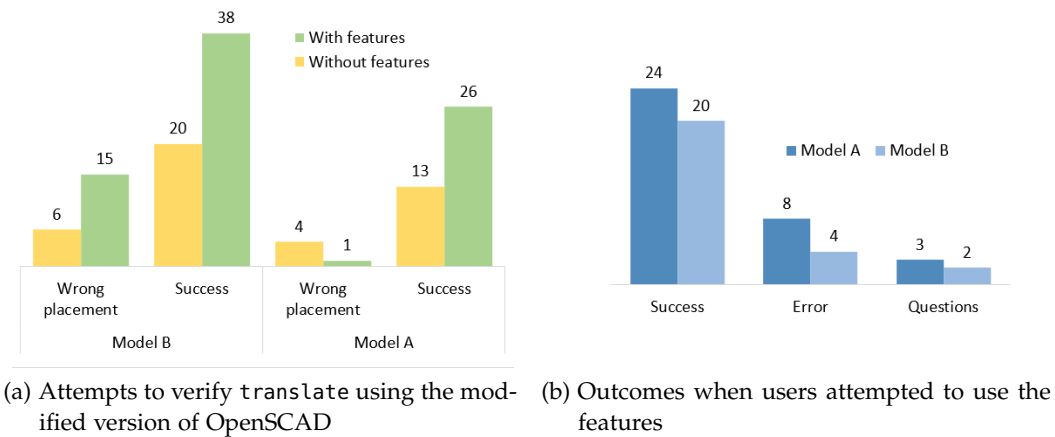 38
With features
Without features
26
20
15
13
6
4
1
Wrong placement
Success
Wrong placement
Success
Model B
Model A
24
20
Model A
Model B
8
4
3
2
Success
Error
Questions
(a) Attempts to verify translate using the mod-
ified version of OpenSCAD
(b) Outcomes when users attempted to use the
features